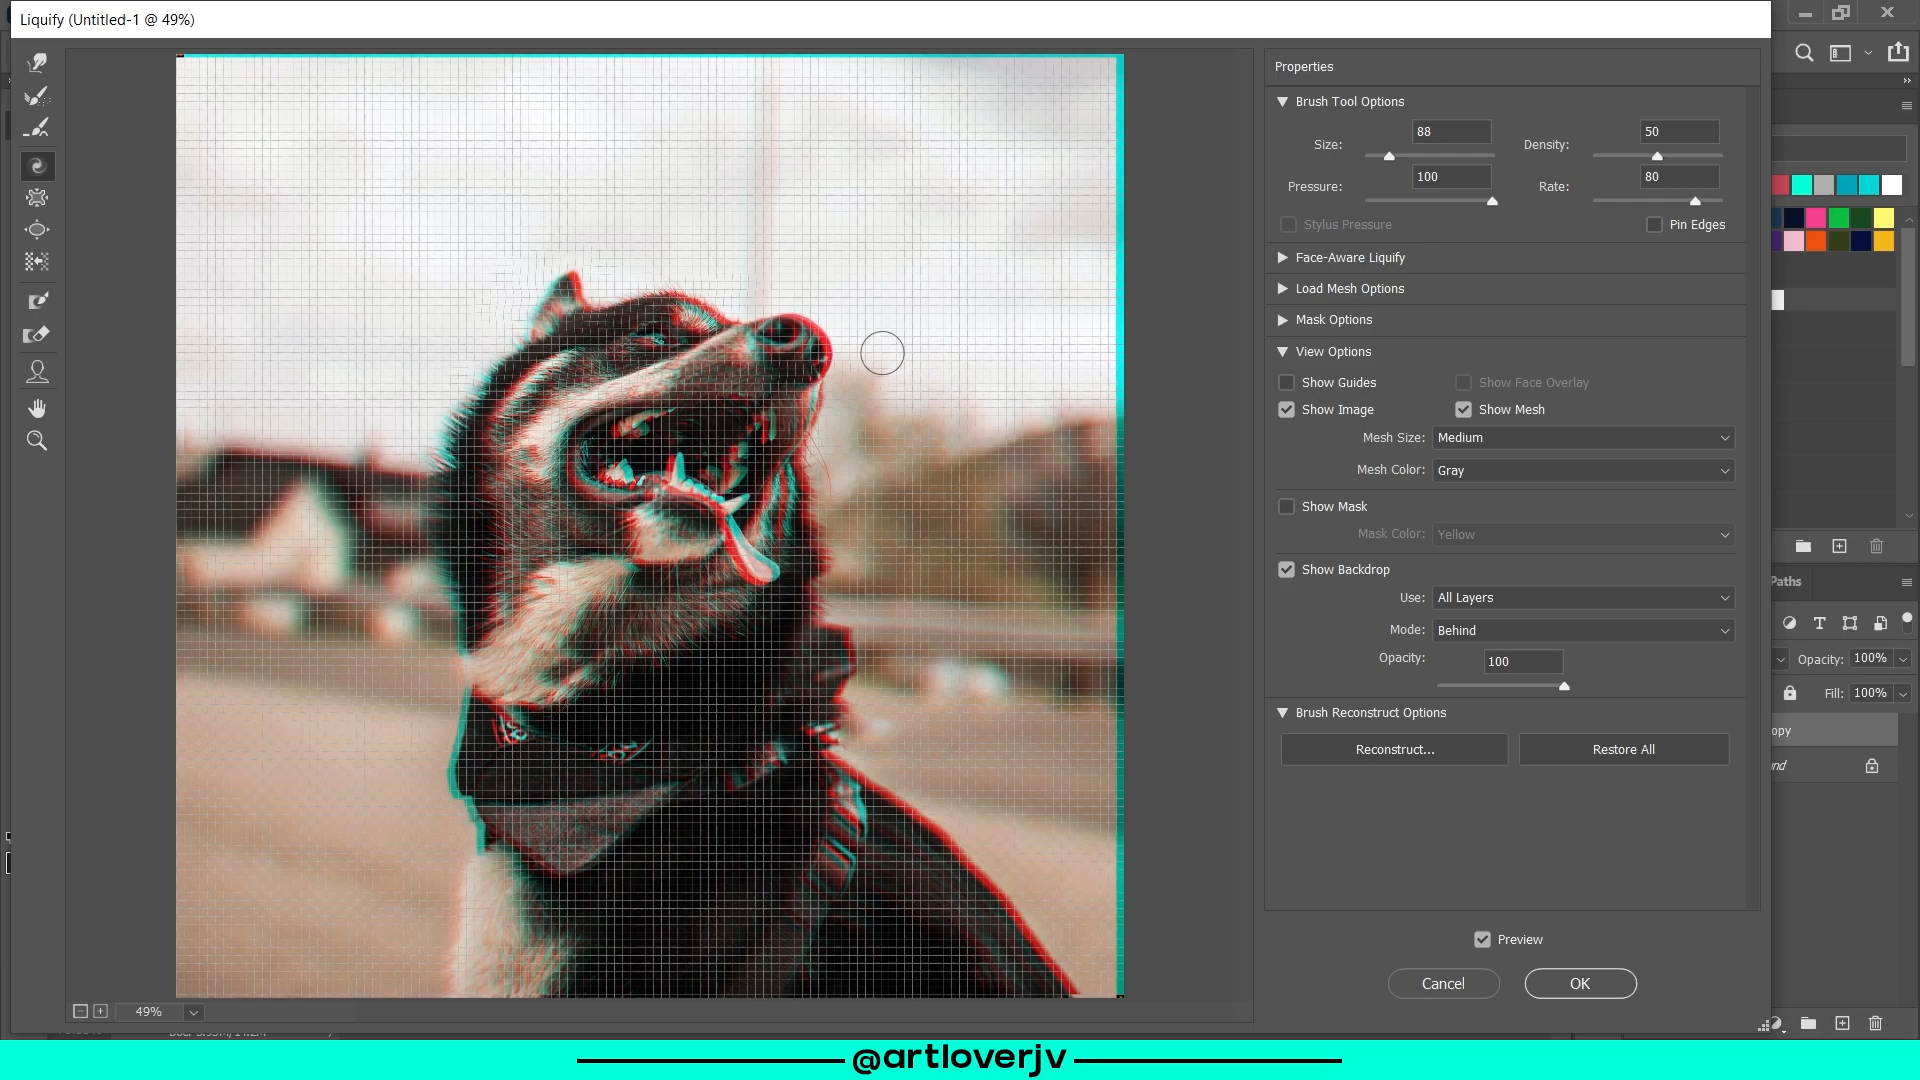 Liquify (Untitled-1 @ 49%)
Properties
Brush Tool Options
Size: 88 Density: 50
Pressure: 100 Rate: 80
Stylus Pressure Pin Edges
Face-Aware Liquify
Load Mesh Options
Mask Options
View Options
Show Guides Show Face Overlay
Show Image Show Mesh
Mesh Size: Medium
Mesh Color: Gray
Show Mask
Mask Color: Yellow
Show Backdrop
Paths
Use: All Layers
Mode: Behind
Opacity: 100
Opacity: 100%
Fill: 100%
Brush Reconstruct Options
opy
Reconstruct... Restore All
nd
Preview
Cancel OK
49%
@artloverjv